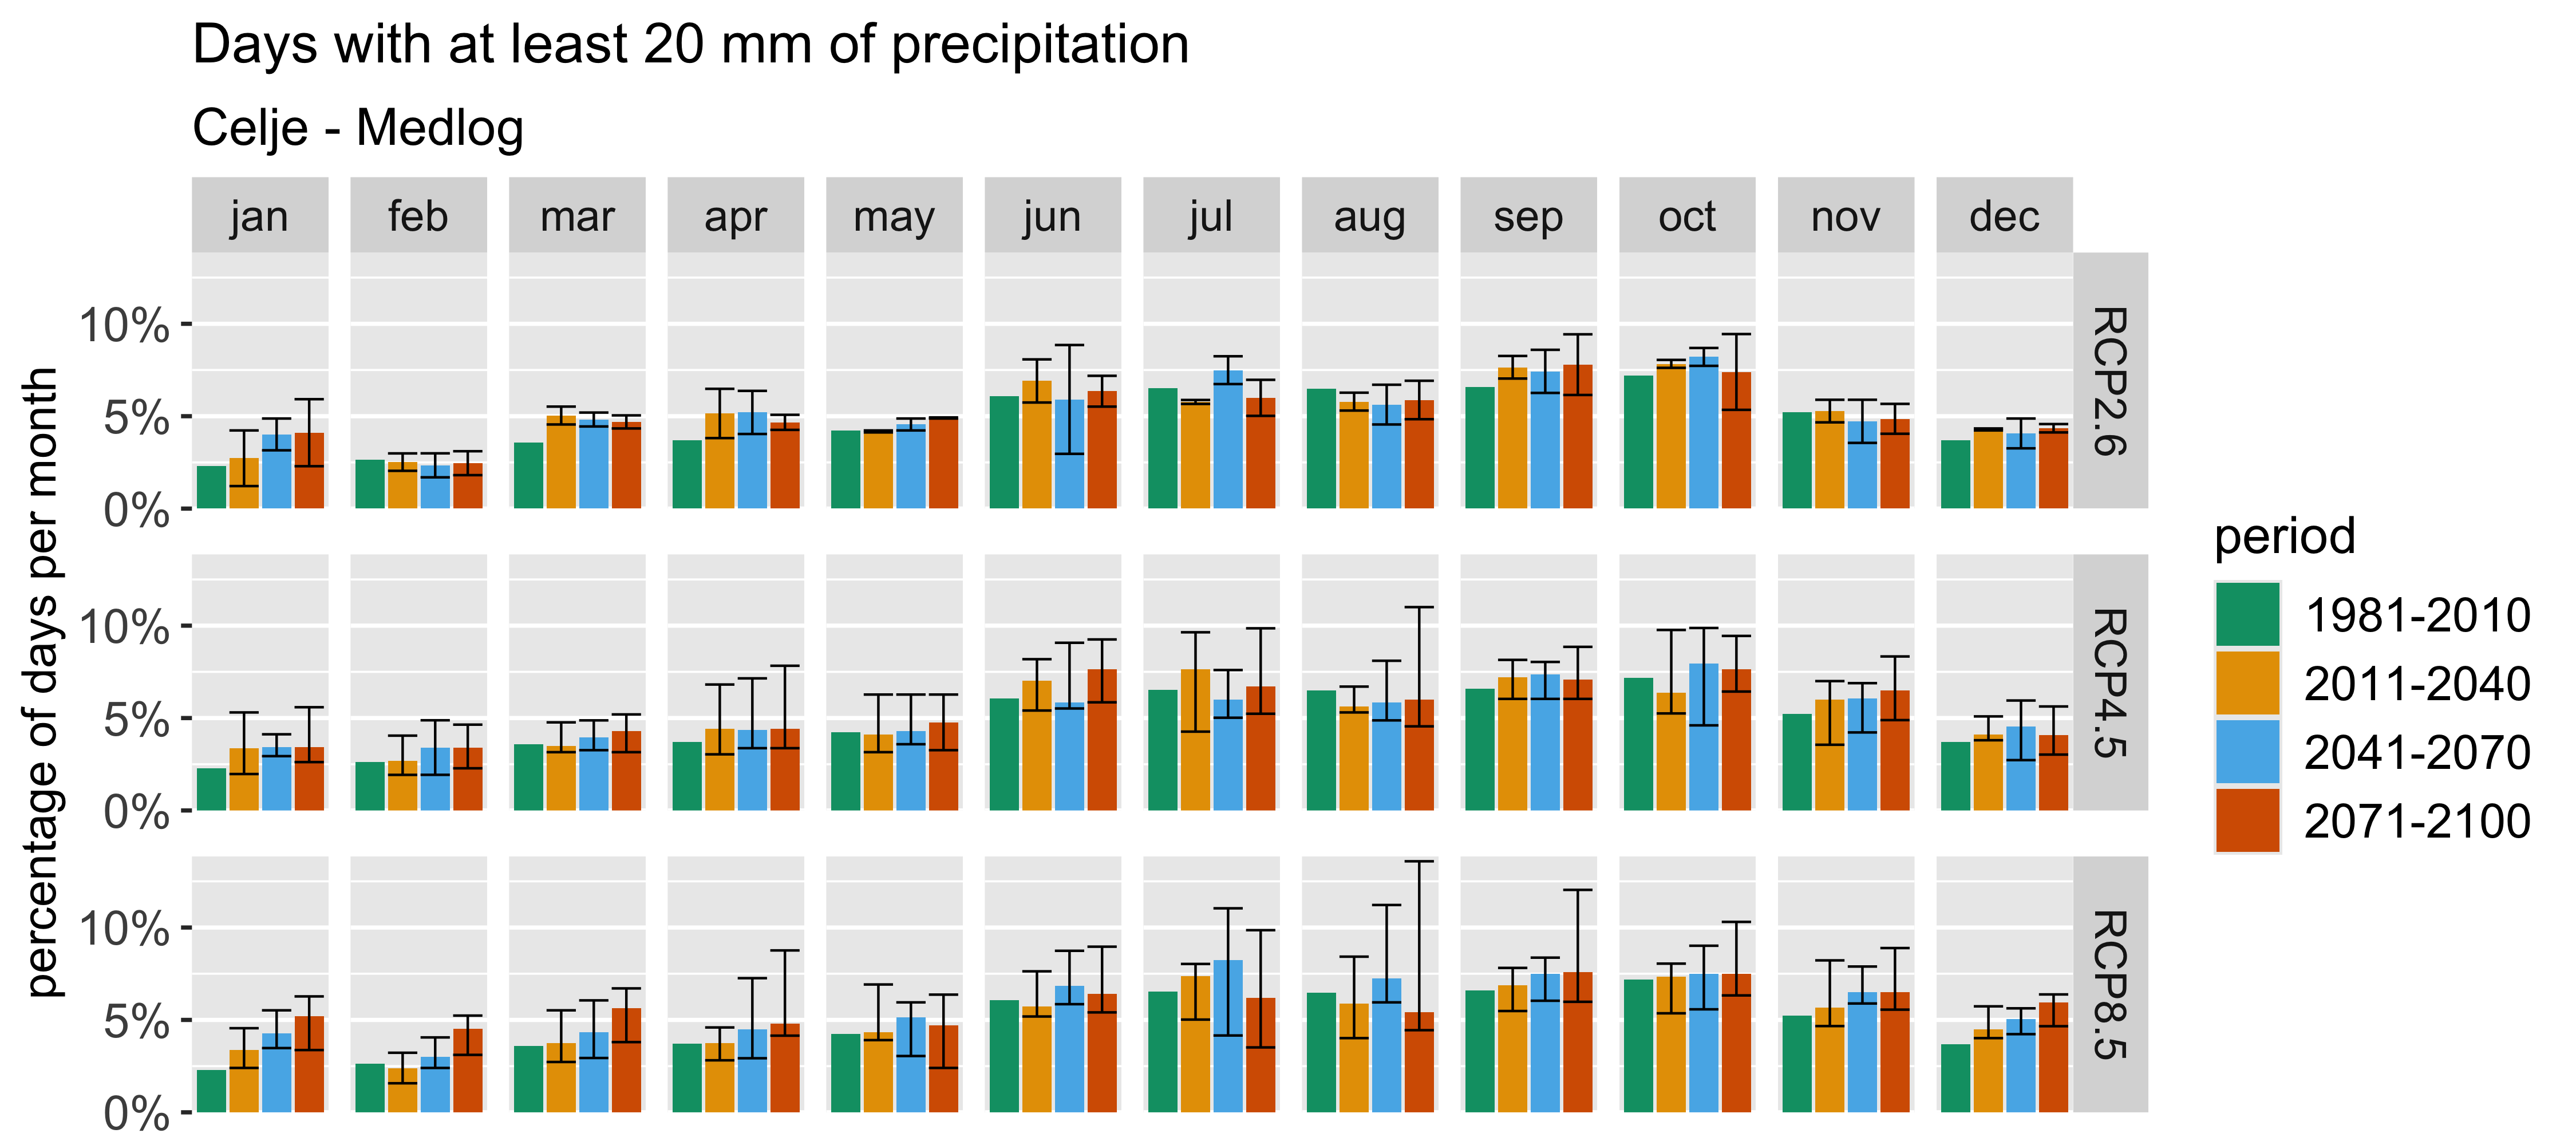 Days with at least 20 mm of precipitation
Celje - Medlog
jan feb mar apr may jun jul aug sep oct nov dec
percentage of days per month
10%
5%
0%
RCP2.6
10%
5%
0%
RCP4.5
10%
5%
0%
RCP8.5
period
1981-2010
2011-2040
2041-2070
2071-2100